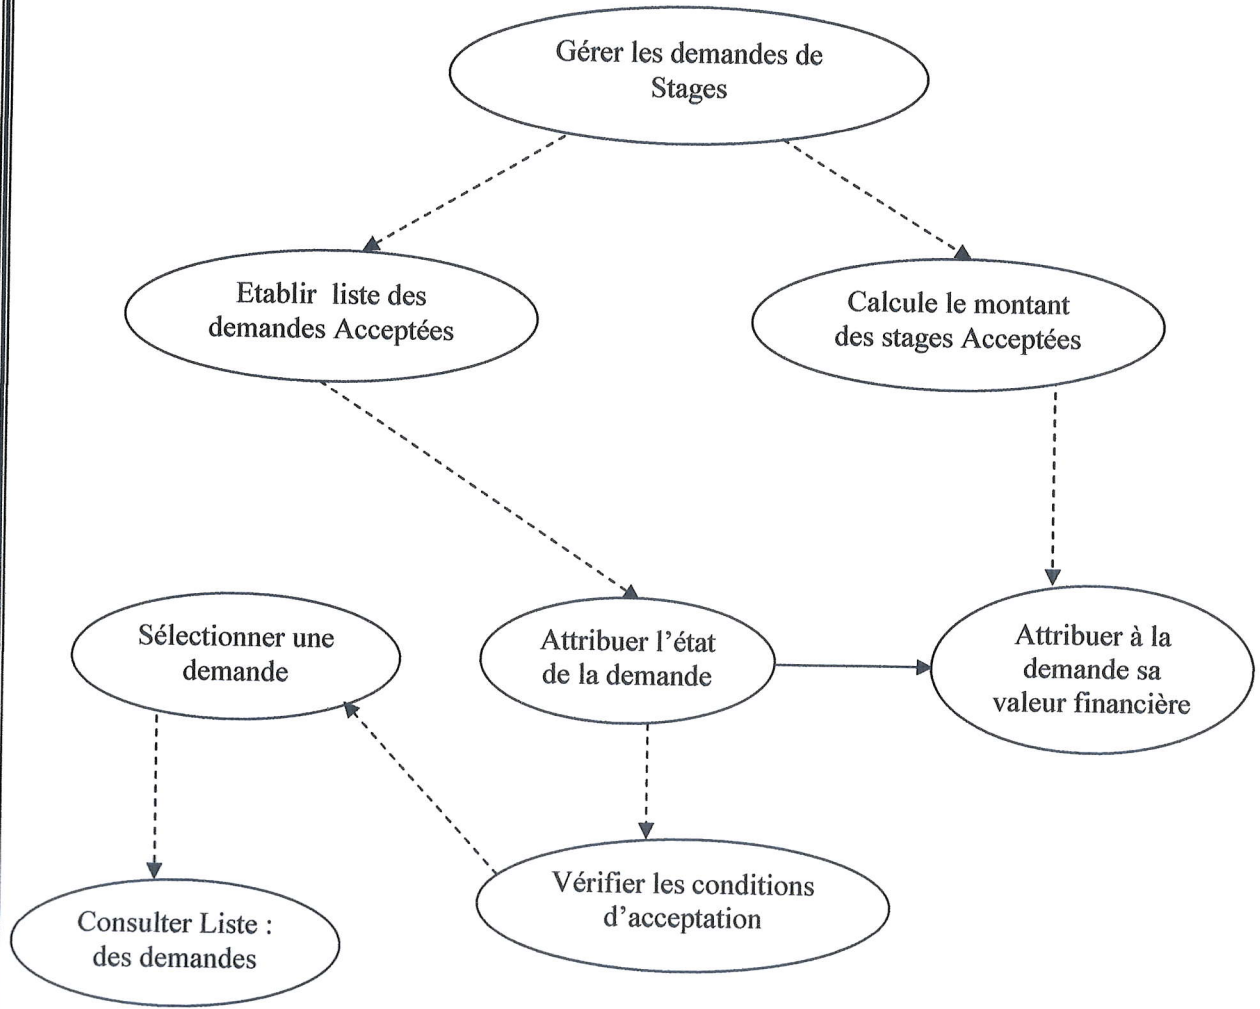 Gérer les demandes de
Stages
Etablir liste des
demandes Acceptées
Calcule le montant
des stages Acceptées
Sélectionner une
demande
Attribuer l'état
de la demande
Attribuer à la
demande sa
valeur financière
Vérifier les conditions
d'acceptation
Consulter Liste :
des demandes